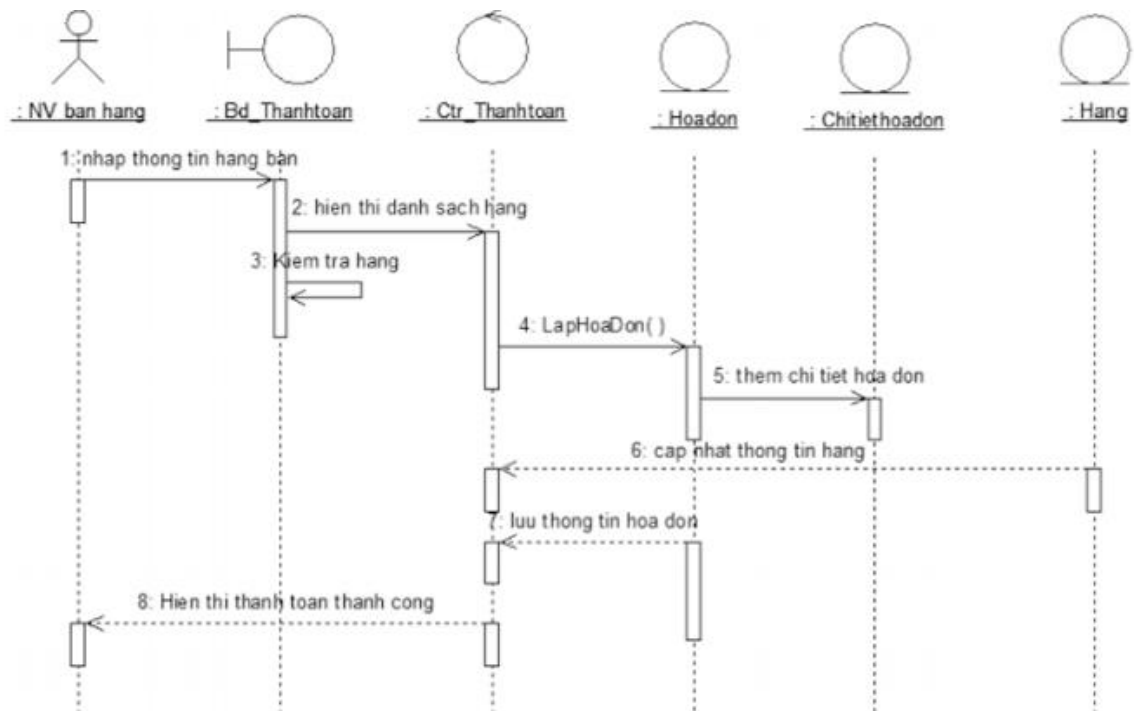 : NV ban hang
: Bd_Thanhtoan
: Ctr_Thanhtoan
: Hoadon
: Chitiethoadon
: Hang
1: nhap thong tin hang ban
2: hien thi danh sach hang
3: Kiem tra hang
4: LapHoaDon( )
5: them chi tiet hoa don
6: cap nhat thong tin hang
7: luu thong tin hoa don
8: Hien thi thanh toan thanh cong